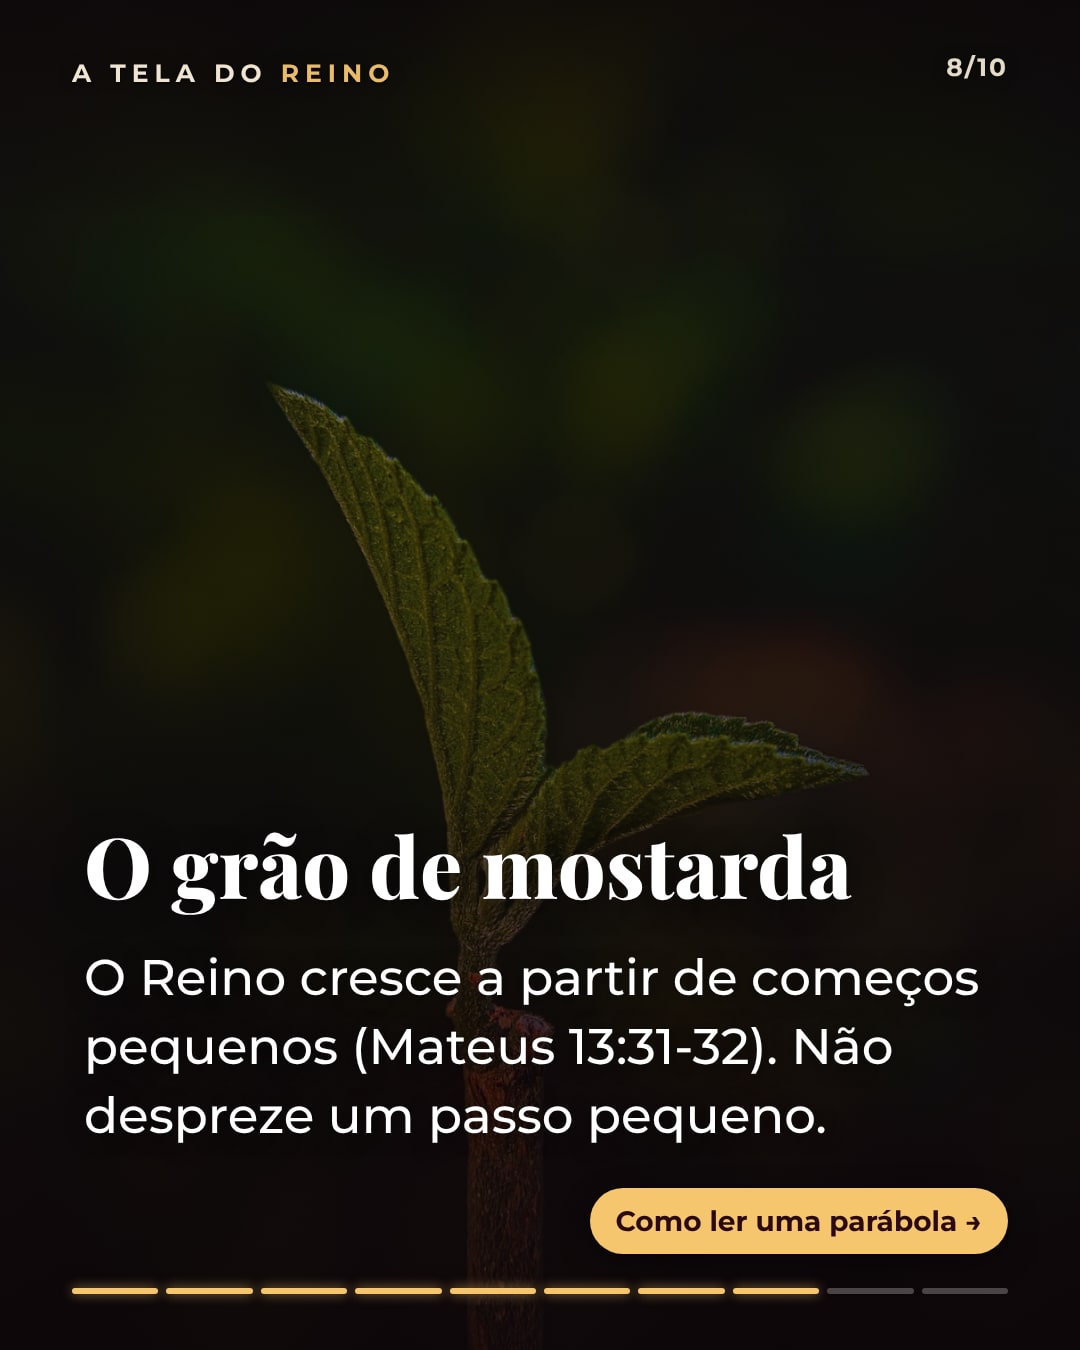 A TELA DO REINO
8/10
O grão de mostarda
O Reino cresce a partir de começos
pequenos (Mateus 13:31-32). Não
despreze um passo pequeno.
Como ler uma parábola →